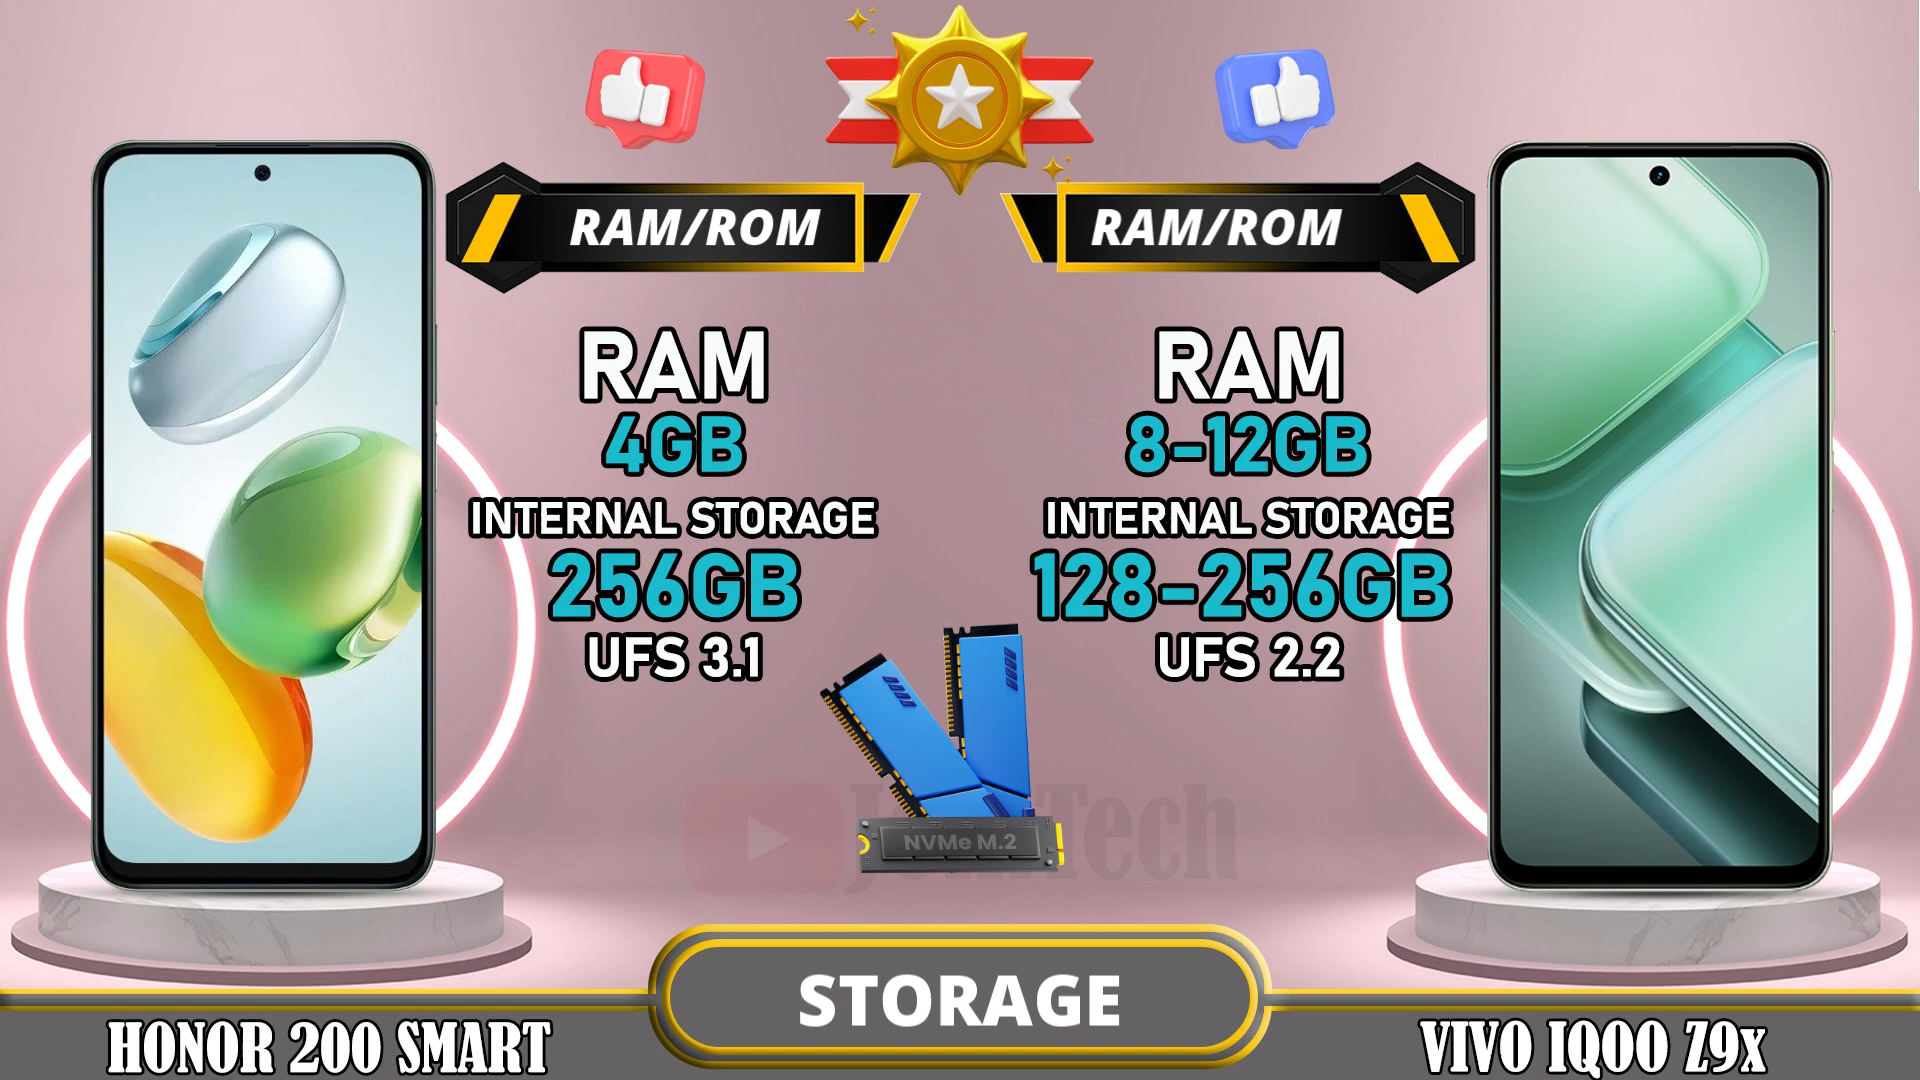 RAM/ROM
RAM/ROM
RAM
4GB
INTERNAL STORAGE
256GB
UFS 3.1
RAM
8-12GB
INTERNAL STORAGE
128-256GB
UFS 2.2
NVMe M.2
Tech
STORAGE
HONOR 200 SMART
VIVO IQOO Z9x